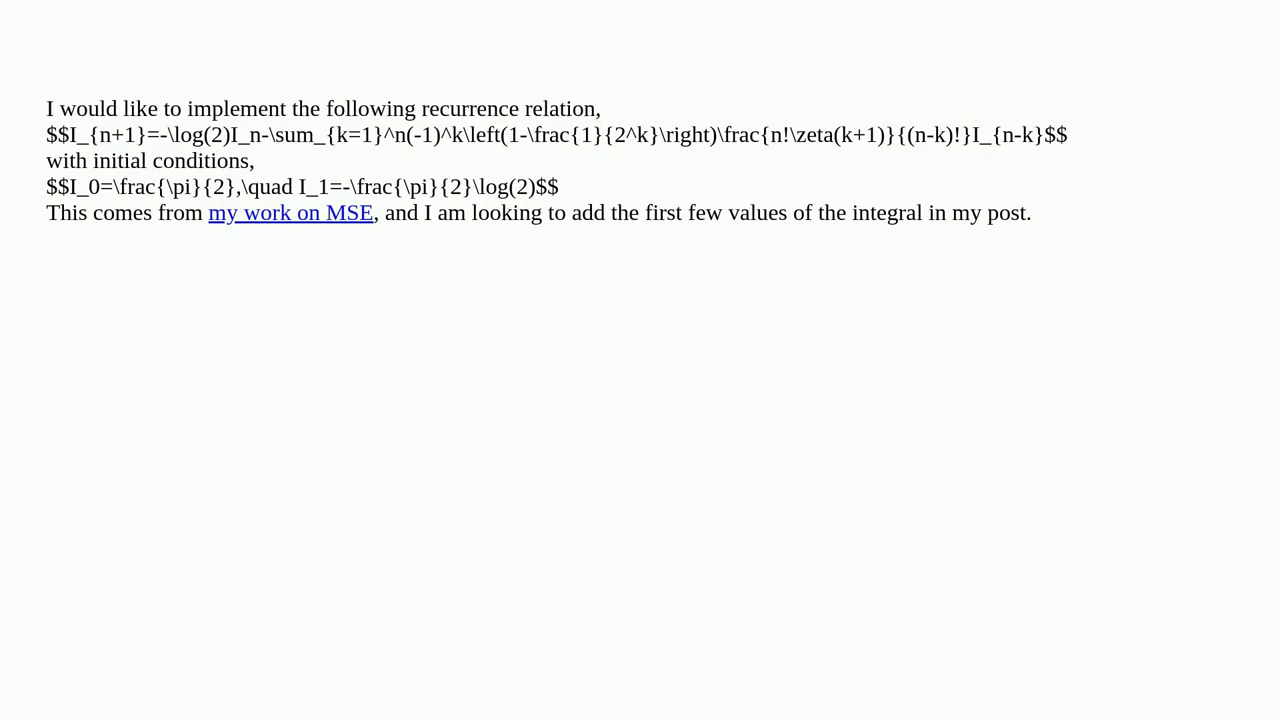 I would like to implement the following recurrence relation,
$$I_{n+1}=-\log(2)I_n-\sum_{k=1}^n(-1)^k\left(1-\frac{1}{2^k}\right)\frac{n!\zeta(k+1)}{(n-k)!}I_{n-k}$$
with initial conditions,
$$I_0=\frac{\pi}{2},\quad I_1=-\frac{\pi}{2}\log(2)$$
This comes from my work on MSE, and I am looking to add the first few values of the integral in my post.